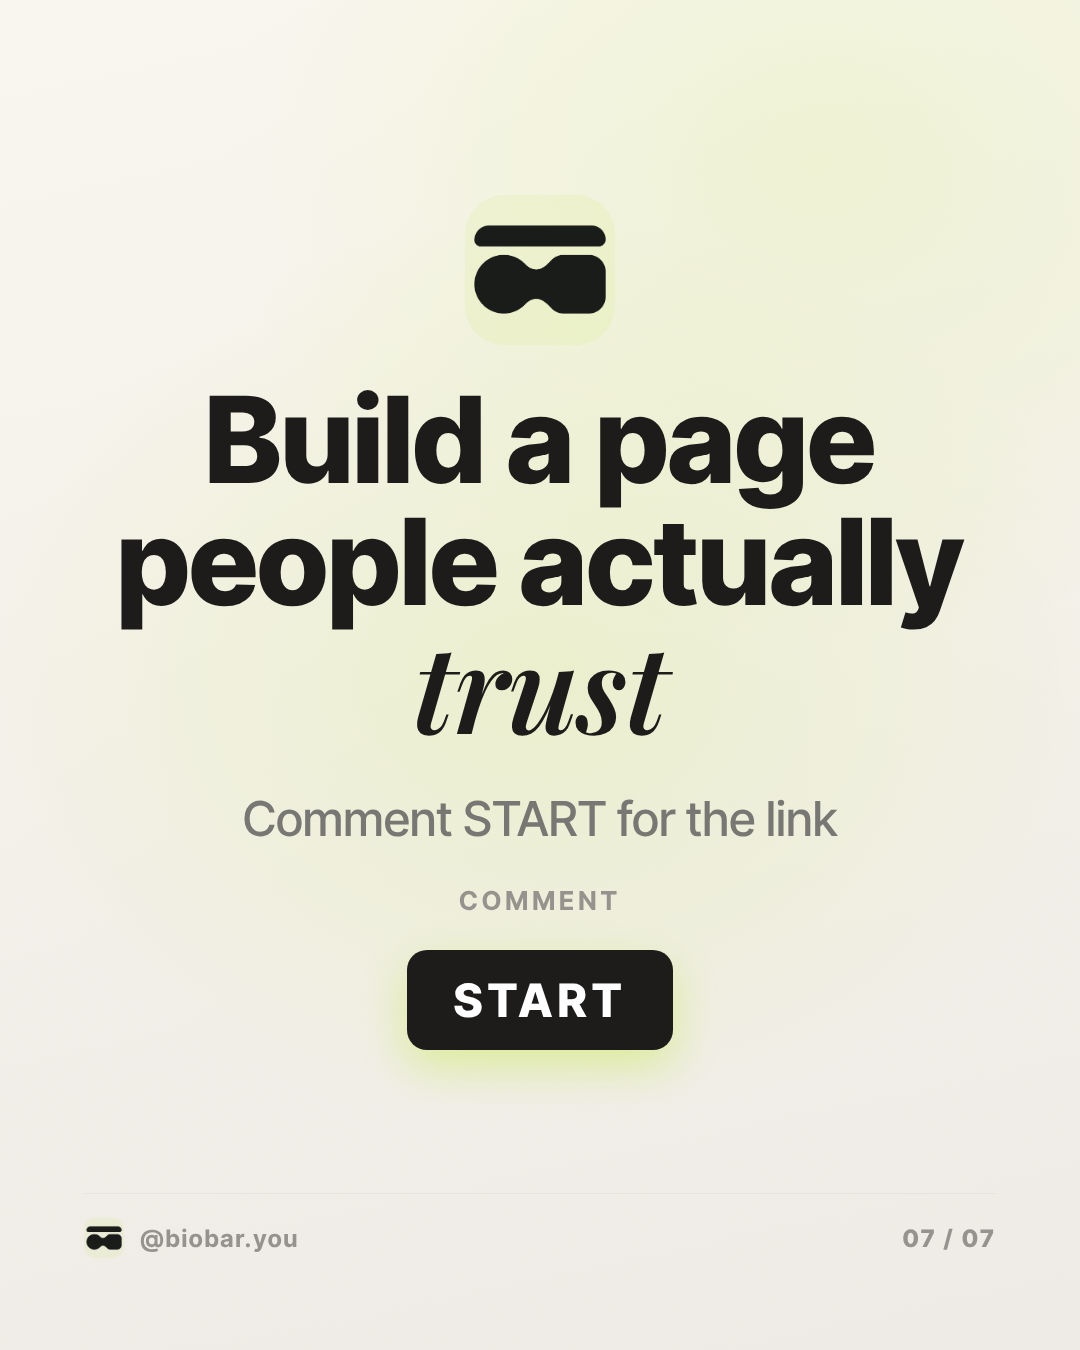 Build a page
people actually
trust
Comment START for the link
COMMENT
START
@biobar.you
07 / 07